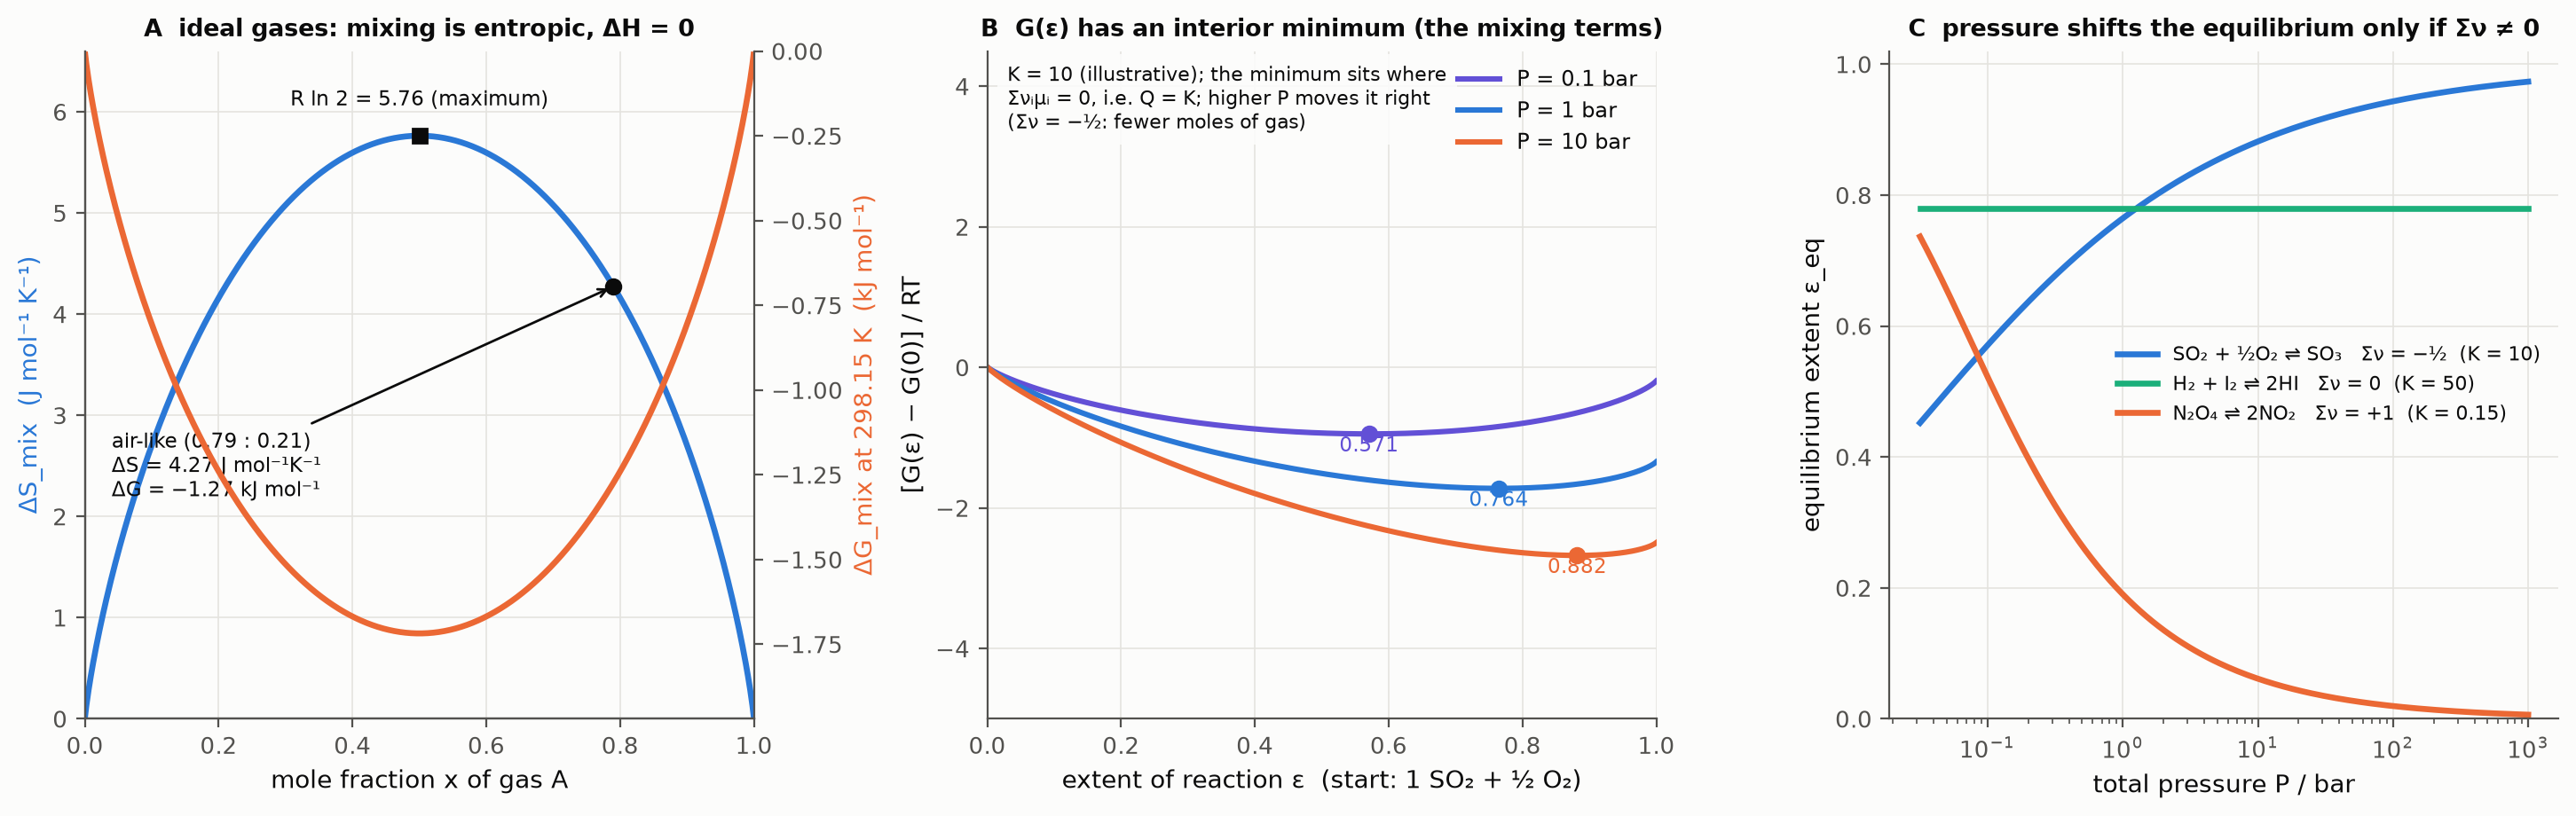 A  ideal gases: mixing is entropic, ΔH = 0
R ln 2 = 5.76 (maximum)
air-like (0.79 : 0.21)
ΔS = 4.27 J mol⁻¹K⁻¹
ΔG = −1.27 kJ mol⁻¹
ΔS_mix  (J mol⁻¹ K⁻¹)
0
1
2
3
4
5
6
0.00
−0.25
−0.50
−0.75
−1.00
−1.25
−1.50
−1.75
ΔG_mix at 298.15 K  (kJ mol⁻¹)
0.0 0.2 0.4 0.6 0.8 1.0
mole fraction x of gas A
B  G(ε) has an interior minimum (the mixing terms)
K = 10 (illustrative); the minimum sits where
Σνᵢμᵢ = 0, i.e. Q = K; higher P moves it right
(Σν = −½: fewer moles of gas)
P = 0.1 bar
P = 1 bar
P = 10 bar
[G(ε) − G(0)] / RT
4
2
0
−2
−4
0.571
0.764
0.882
0.0 0.2 0.4 0.6 0.8 1.0
extent of reaction ε  (start: 1 SO₂ + ½ O₂)
C  pressure shifts the equilibrium only if Σν ≠ 0
equilibrium extent ε_eq
1.0
0.8
0.6
0.4
0.2
0.0
SO₂ + ½O₂ ⇌ SO₃   Σν = −½  (K = 10)
H₂ + I₂ ⇌ 2HI   Σν = 0  (K = 50)
N₂O₄ ⇌ 2NO₂   Σν = +1  (K = 0.15)
10⁻¹ 10⁰ 10¹ 10² 10³
total pressure P / bar